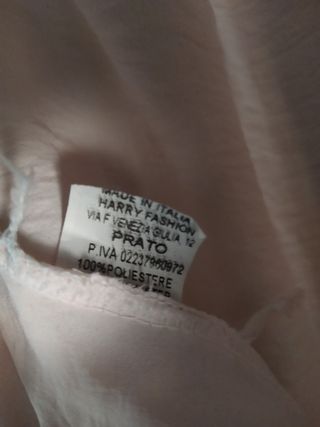 MADE IN ITALIA
HARRY FASHION
VIA F VENEZIA GIULIA 12
PRATO
P.IVA 02237960972
100%POLIESTERE